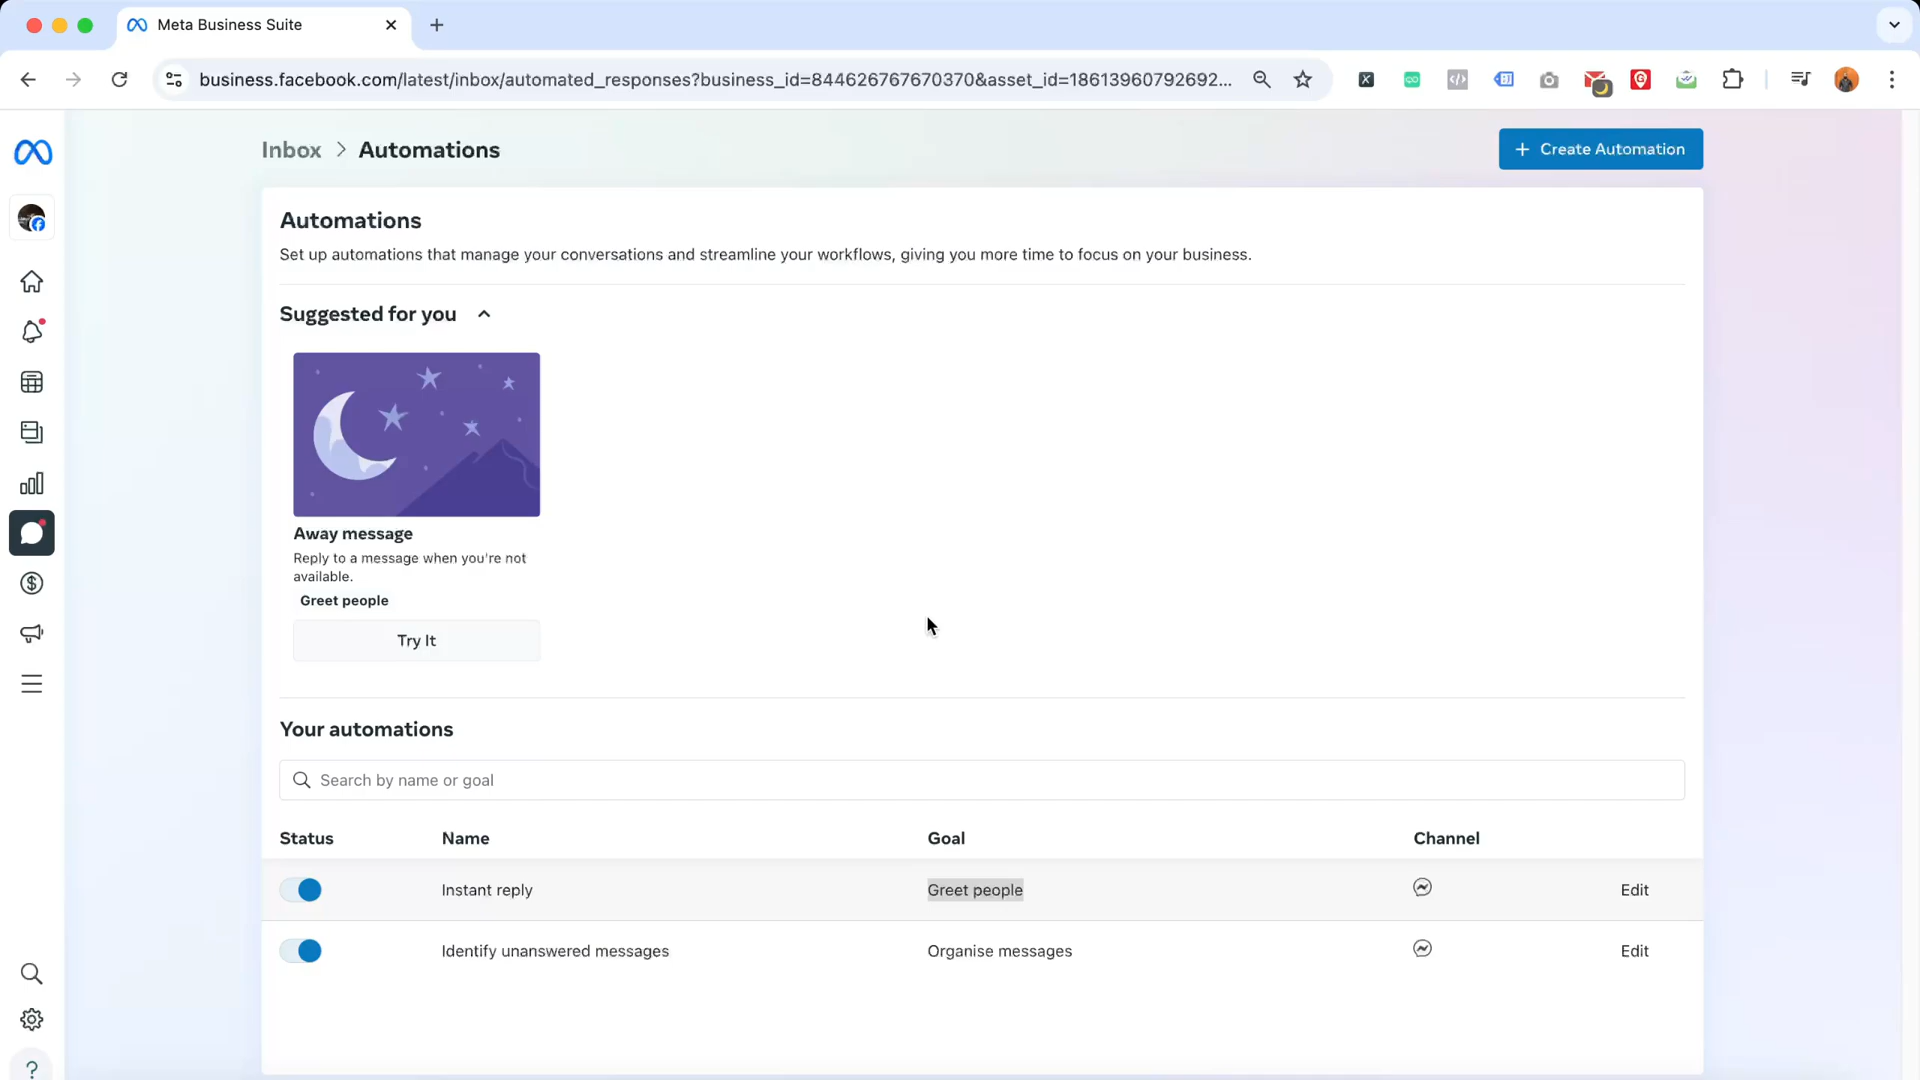 Meta Business Suite
business.facebook.com/latest/inbox/automated_responses?business_id=844626767670370&asset_id=18613960792692...
Inbox > Automations
+ Create Automation
Automations
Set up automations that manage your conversations and streamline your workflows, giving you more time to focus on your business.
Suggested for you
Away message
Reply to a message when you're not
available.
Greet people
Try It
Your automations
Search by name or goal
Status Name Goal Channel
Instant reply Greet people Edit
Identify unanswered messages Organise messages Edit